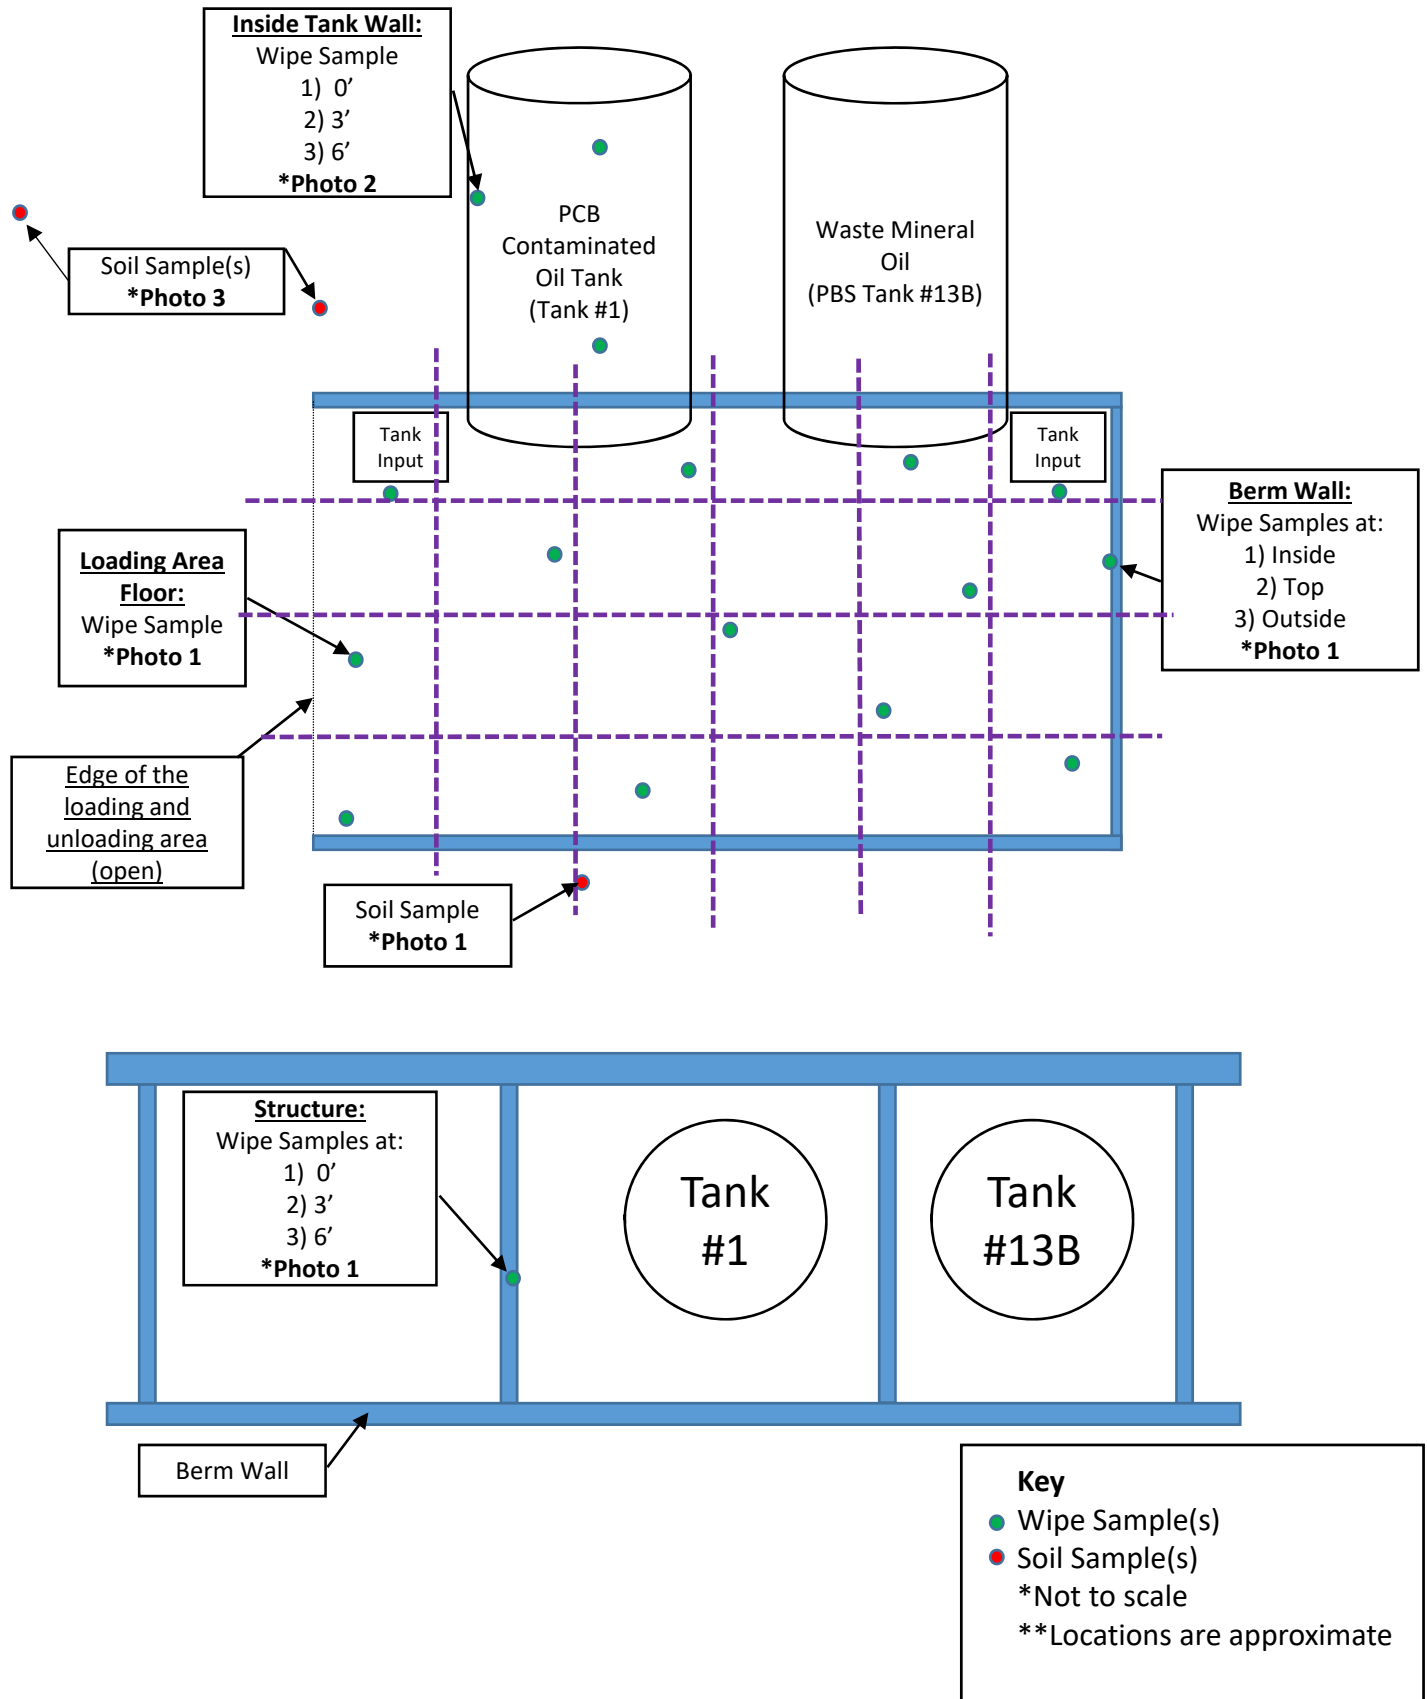 Inside Tank Wall:
Wipe Sample
1) 0’
2) 3’
3) 6’
*Photo 2
PCB
Contaminated
Oil Tank
(Tank #1)
Waste Mineral
Oil
(PBS Tank #13B)
Soil Sample(s)
*Photo 3
Tank
Input
Tank
Input
Berm Wall:
Wipe Samples at:
1) Inside
2) Top
3) Outside
*Photo 1
Loading Area
Floor:
Wipe Sample
*Photo 1
Edge of the
loading and
unloading area
(open)
Soil Sample
*Photo 1
Structure:
Wipe Samples at:
1) 0’
2) 3’
3) 6’
*Photo 1
Tank
#1
Tank
#13B
Berm Wall
Key
Wipe Sample(s)
Soil Sample(s)
*Not to scale
**Locations are approximate